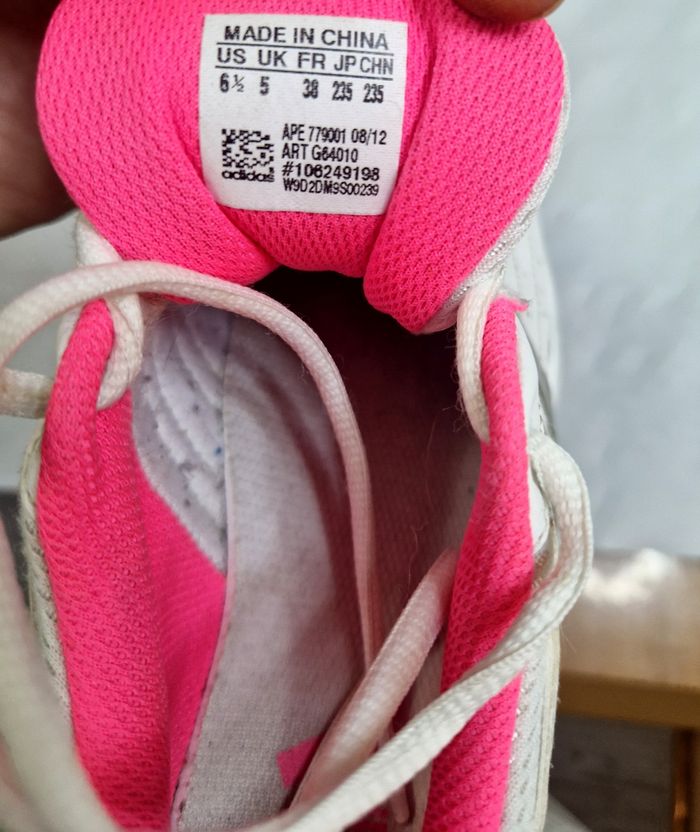 MADE IN CHINA
US UK FR JP CHN
6½ 5 38 235 235
APE 779001 08/12
ART G64010
#106249198
adidas W9D2DM9S00239